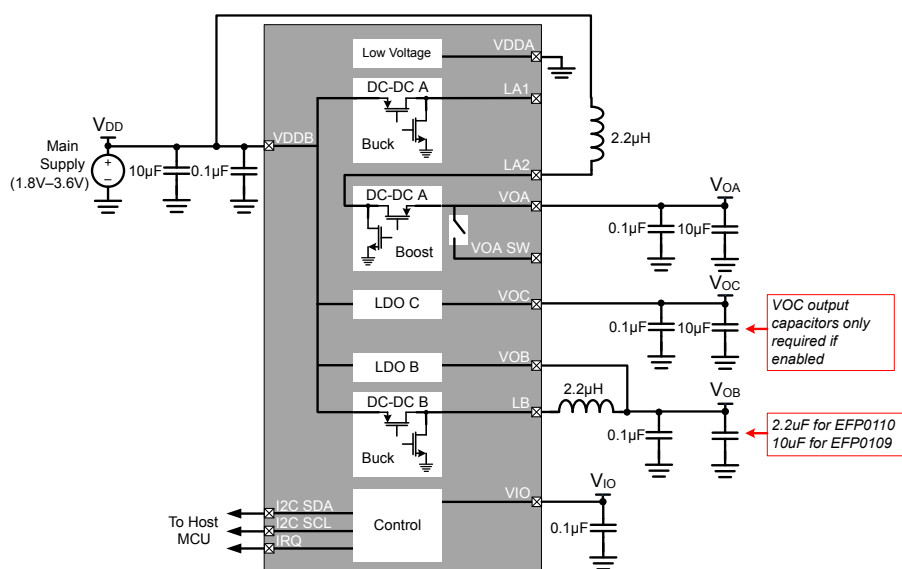 Low Voltage
VDDA
DC-DC A
LA1
Buck
VDD
VDDB
Main
Supply
(1.8V–3.6V)
+
−
10µF
0.1µF
2.2µH
LA2
DC-DC A
VOA
VOA
0.1µF
10µF
Boost
VOA SW
LDO C
VOC
VOC
0.1µF
10µF
VOC output
capacitors only
required if
enabled
LDO B
VOB
DC-DC B
LB
2.2µH
VOB
0.1µF
2.2uF for EFP0110
10uF for EFP0109
Buck
VIO
VIO
0.1µF
Control
I2C SDA
I2C SCL
IRQ
To Host
MCU